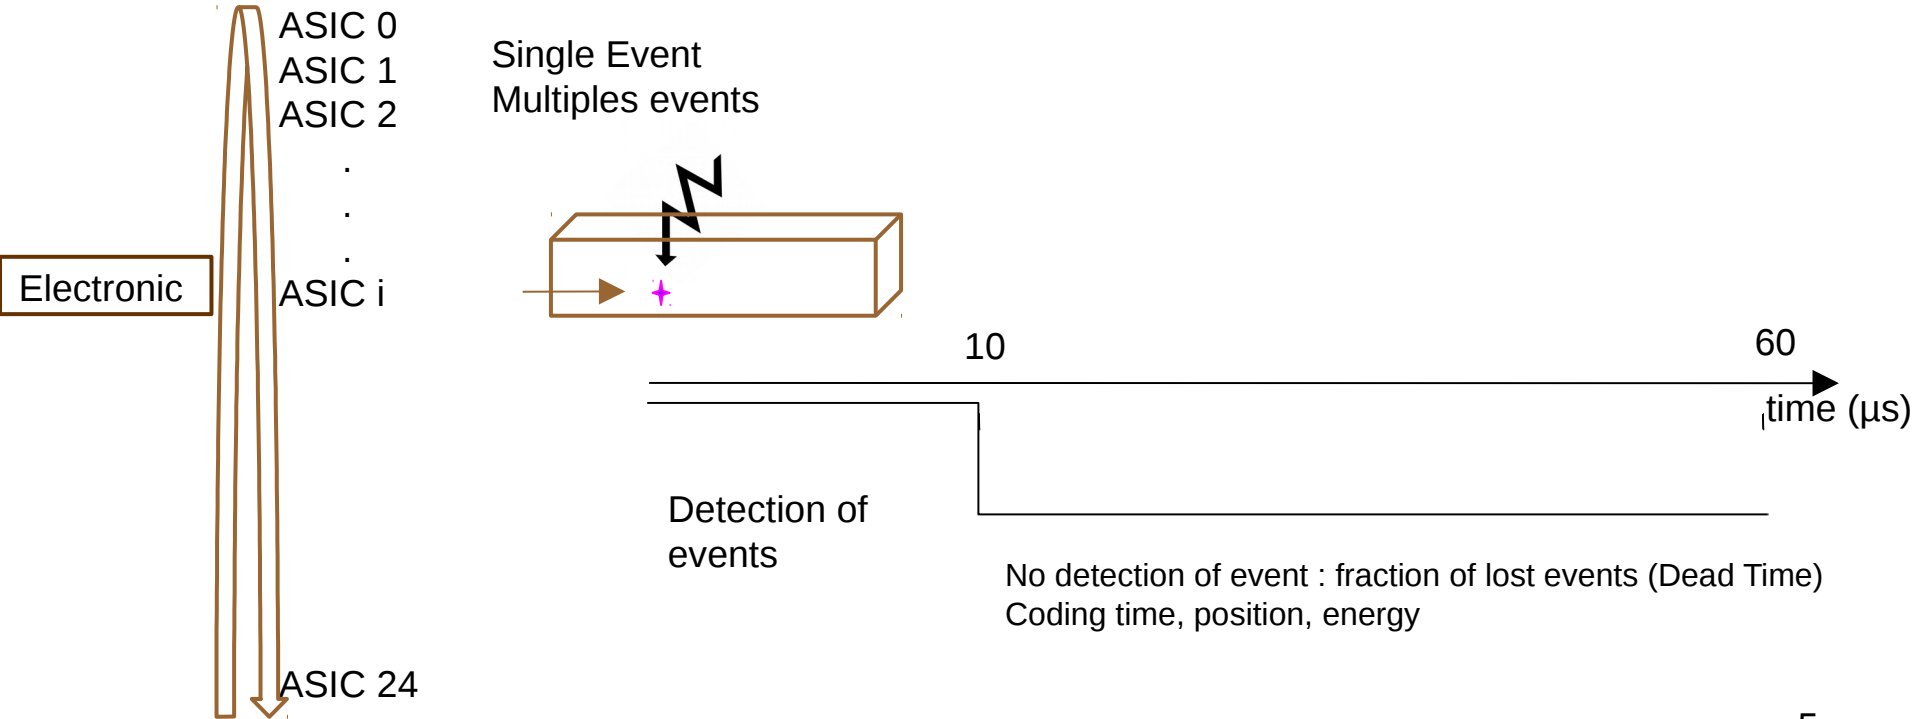 ASIC 0
ASIC 1
ASIC 2
.
.
.
ASIC i
ASIC 24
Electronic
Single Event
Multiples events
10
60
time (µs)
Detection of
events
No detection of event : fraction of lost events (Dead Time)
Coding time, position, energy